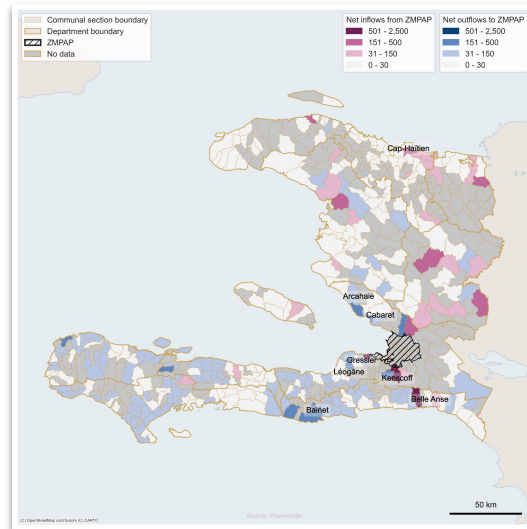 Communal section boundary
Department boundary
ZMPAP
No data
Net inflows from ZMPAP
501 - 2,500
151 - 500
31 - 150
0 - 30
Net outflows to ZMPAP
501 - 2,500
151 - 500
31 - 150
0 - 30
Cap-Haïtien
Arcahaie
Cabaret
Gressier
Léogâne
Kenscoff
Bainet
Belle Anse
50 km
Source: Flowminder
(C) OpenStreetMap contributors, (C) CARTO